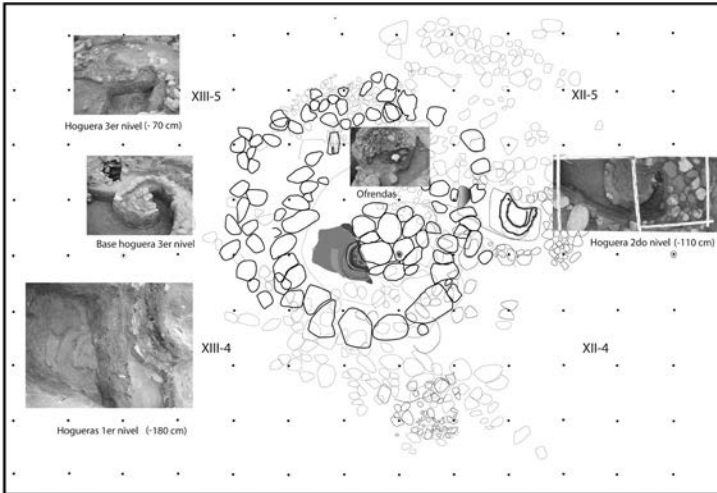 XIII-5
XII-5
Hoguera 3er nivel (- 70 cm)
Ofrendas
Base hoguera 3er nivel
Hoguera 2do nivel (-110 cm)
XIII-4
XII-4
Hogueras 1er nivel (-180 cm)